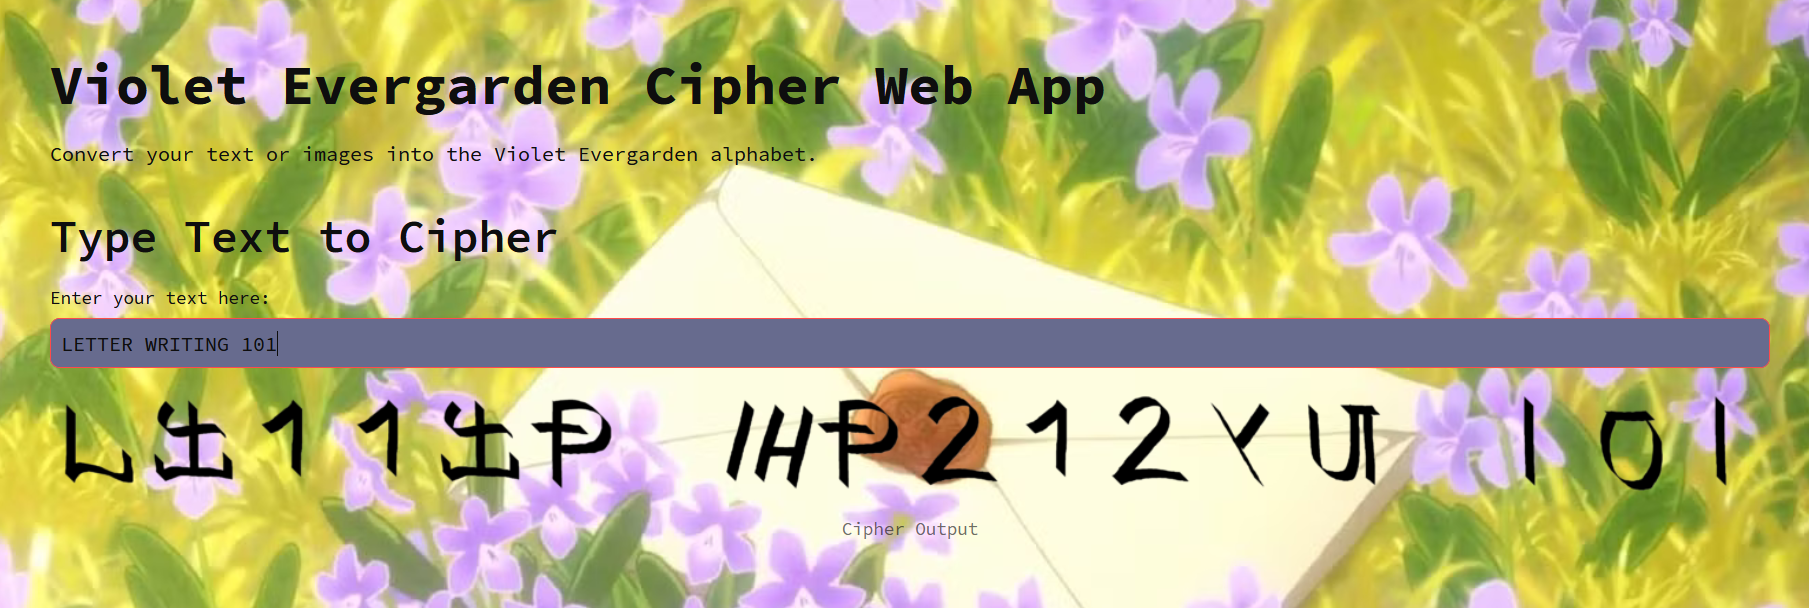 Violet Evergarden Cipher Web App
Convert your text or images into the Violet Evergarden alphabet.
Type Text to Cipher
Enter your text here:
LETTER WRITING 101
Cipher Output